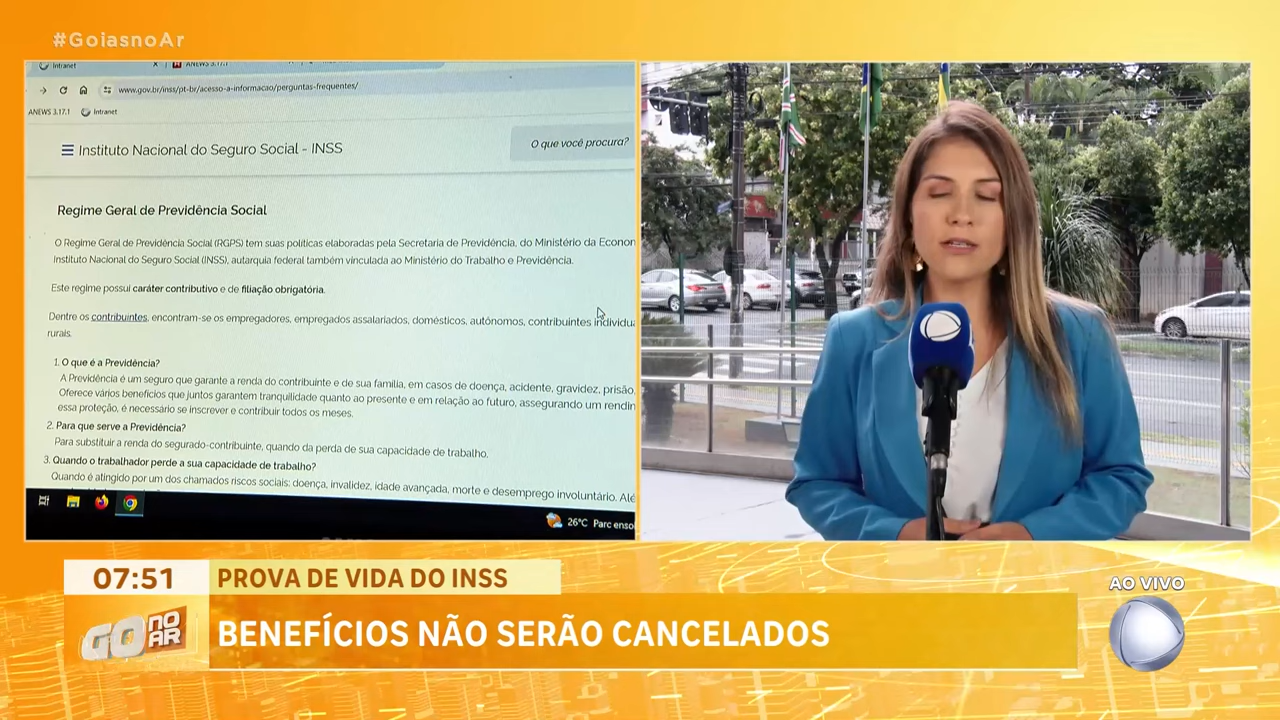 #GoiasnoAr
Intranet
ANEWS 3.17.1
www.gov.br/inss/pt-br/acesso-a-informacao/perguntas-frequentes/
ANEWS 3.17.1 Intranet
Instituto Nacional do Seguro Social - INSS
O que você procura?
Regime Geral de Previdência Social
O Regime Geral de Previdência Social (RGPS) tem suas políticas elaboradas pela Secretaria de Previdência, do Ministério da Econom
Instituto Nacional do Seguro Social (INSS), autarquia federal também vinculada ao Ministério do Trabalho e Previdência.
Este regime possui caráter contributivo e de filiação obrigatória.
Dentre os contribuintes, encontram-se os empregadores, empregados assalariados, domésticos, autônomos, contribuintes individua
rurais.
1. O que é a Previdência?
A Previdência é um seguro que garante a renda do contribuinte e de sua família, em casos de doença, acidente, gravidez, prisão,
Oferece vários benefícios que juntos garantem tranquilidade quanto ao presente e em relação ao futuro, assegurando um rendin
essa proteção, é necessário se inscrever e contribuir todos os meses.
2. Para que serve a Previdência?
Para substituir a renda do segurado-contribuinte, quando da perda de sua capacidade de trabalho.
3. Quando o trabalhador perde a sua capacidade de trabalho?
Quando é atingido por um dos chamados riscos sociais: doença, invalidez, idade avançada, morte e desemprego involuntário. Alé
26°C Parc enso
07:51
PROVA DE VIDA DO INSS
GO NO AR
BENEFÍCIOS NÃO SERÃO CANCELADOS
AO VIVO